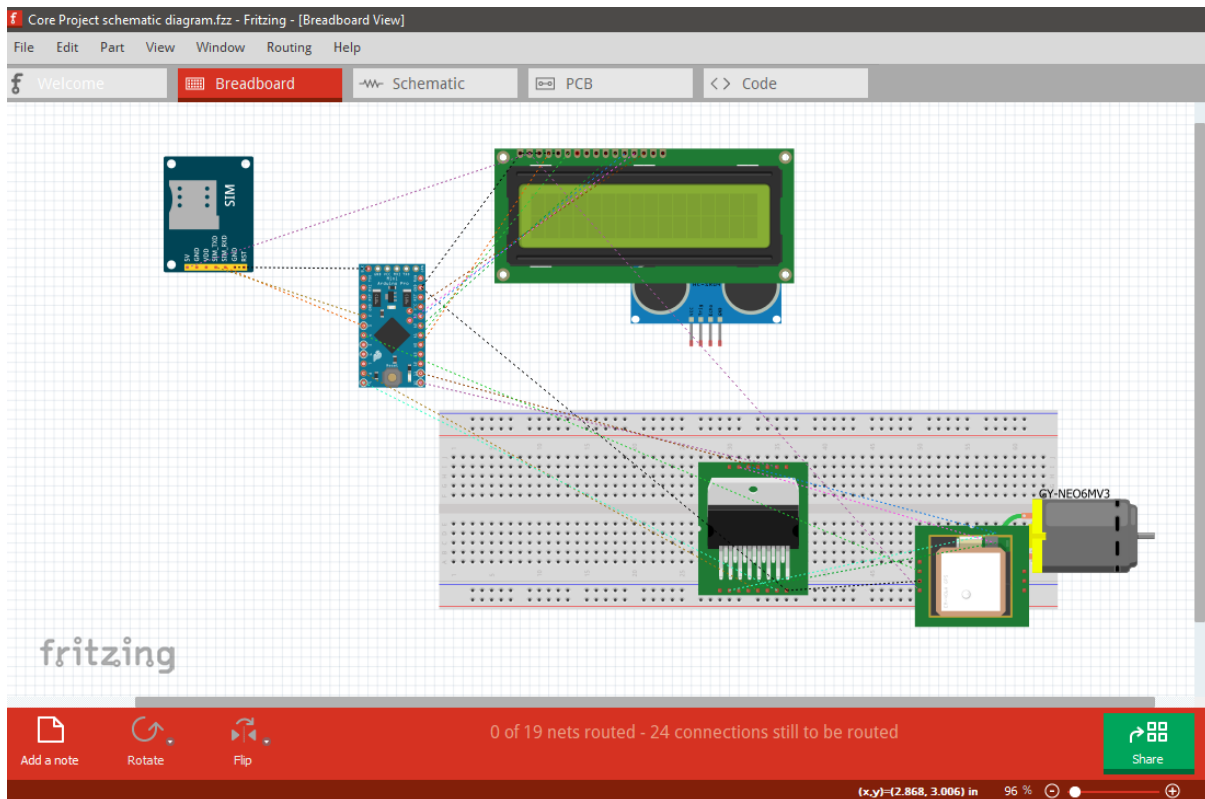 Core Project schematic diagram.fzz - Fritzing - [Breadboard View]
File Edit Part View Window Routing Help
Welcome Breadboard Schematic PCB Code
SIM
5V
GND
VDD
SIM_TXD
SIM_RXD
GND
RST
GY-NEO6MV3
fritzing
Add a note
Rotate
Flip
0 of 19 nets routed - 24 connections still to be routed
Share
(x,y)=(2.868, 3.006) in 96 %